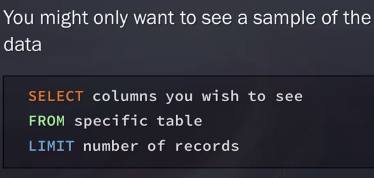 You might only want to see a sample of the
data
SELECT columns you wish to see
FROM specific table
LIMIT number of records